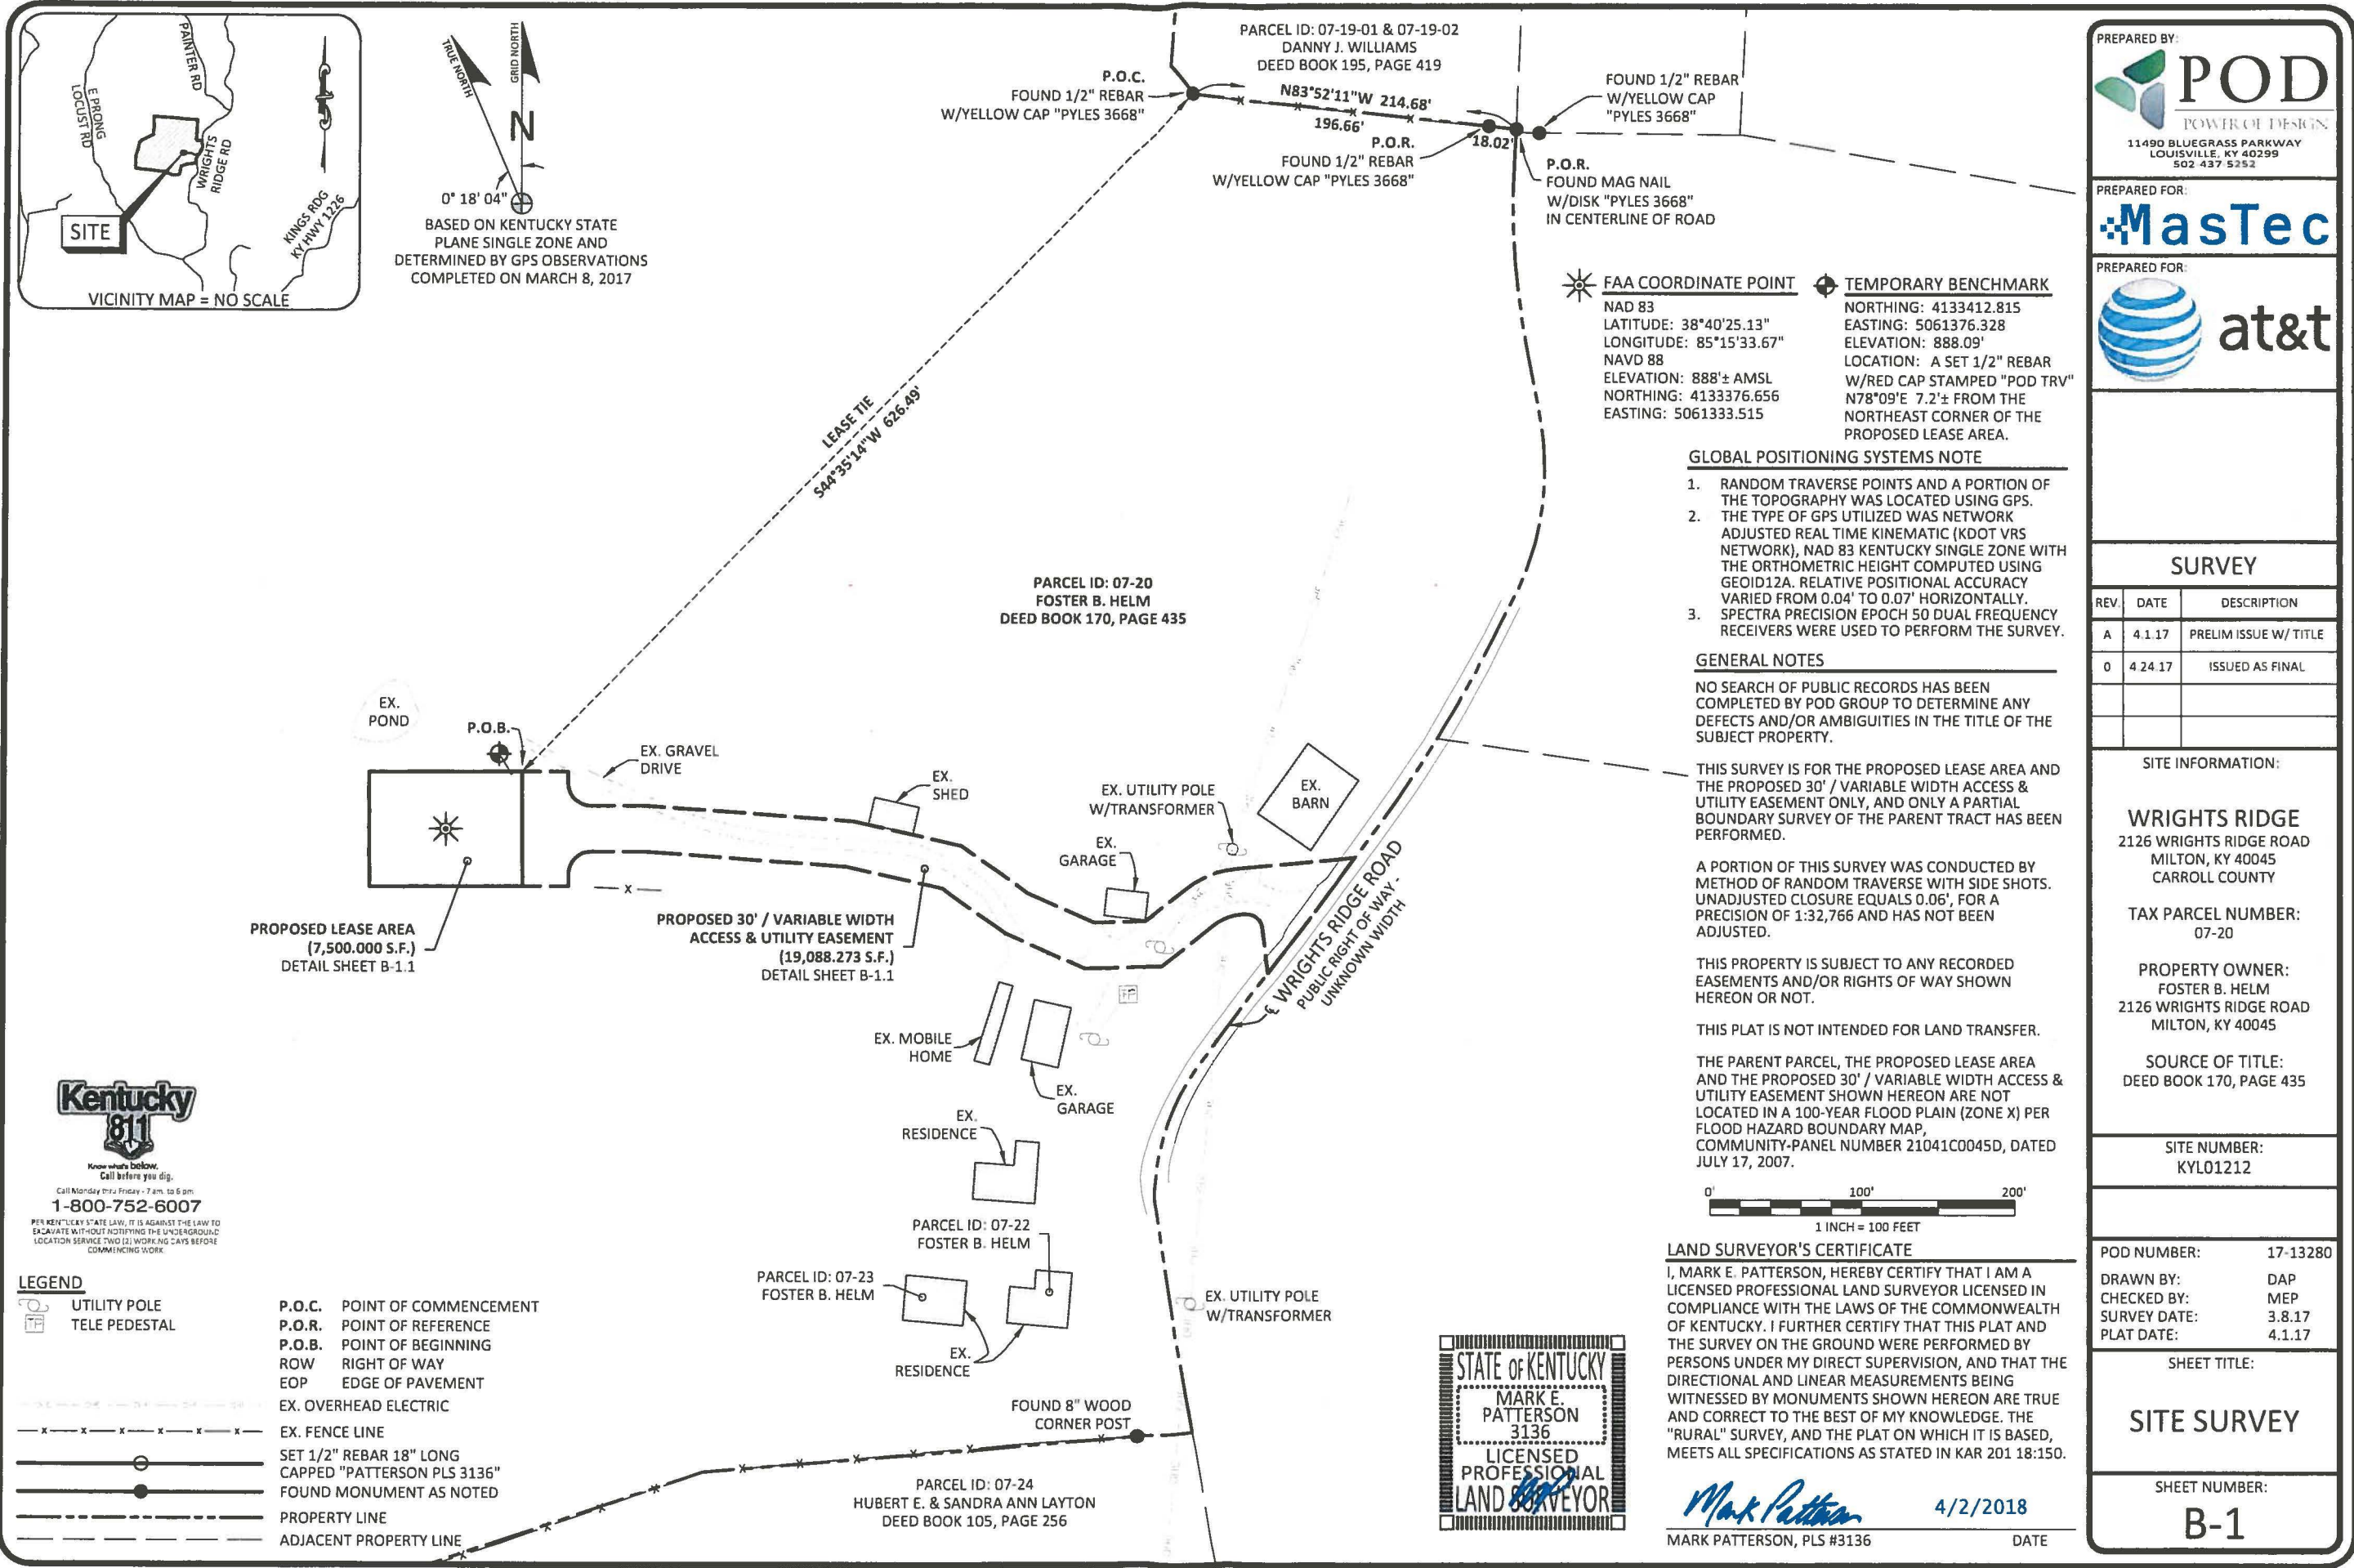 PAINTER RD
E PRONG
LOCUST RD
WRIGHTS
RIDGE RD
KINGS RDG
KY HWY 1226
SITE
VICINITY MAP = NO SCALE
TRUE NORTH
GRID NORTH
N
0° 18' 04"
BASED ON KENTUCKY STATE
PLANE SINGLE ZONE AND
DETERMINED BY GPS OBSERVATIONS
COMPLETED ON MARCH 8, 2017
PARCEL ID: 07-19-01 & 07-19-02
DANNY J. WILLIAMS
DEED BOOK 195, PAGE 419
P.O.C.
FOUND 1/2" REBAR
W/YELLOW CAP "PYLES 3668"
N83°52'11"W 214.68'
196.66'
18.02'
P.O.R.
FOUND 1/2" REBAR
W/YELLOW CAP "PYLES 3668"
FOUND 1/2" REBAR
W/YELLOW CAP
"PYLES 3668"
P.O.R.
FOUND MAG NAIL
W/DISK "PYLES 3668"
IN CENTERLINE OF ROAD
LEASE TIE
S44°35'14"W 626.49'
PARCEL ID: 07-20
FOSTER B. HELM
DEED BOOK 170, PAGE 435
EX.
POND
P.O.B.
EX. GRAVEL
DRIVE
EX.
SHED
EX. UTILITY POLE
W/TRANSFORMER
EX.
BARN
EX.
GARAGE
PROPOSED LEASE AREA
(7,500.000 S.F.)
DETAIL SHEET B-1.1
X
PROPOSED 30' / VARIABLE WIDTH
ACCESS & UTILITY EASEMENT
(19,088.273 S.F.)
DETAIL SHEET B-1.1
℄ WRIGHTS RIDGE ROAD
PUBLIC RIGHT OF WAY -
UNKNOWN WIDTH
EX. MOBILE
HOME
EX.
GARAGE
EX.
RESIDENCE
PARCEL ID: 07-22
FOSTER B. HELM
PARCEL ID: 07-23
FOSTER B. HELM
EX.
RESIDENCE
EX. UTILITY POLE
W/TRANSFORMER
FOUND 8" WOOD
CORNER POST
PARCEL ID: 07-24
HUBERT E. & SANDRA ANN LAYTON
DEED BOOK 105, PAGE 256
Kentucky
811
Know what's below.
Call before you dig.
Call Monday thru Friday - 7 am. to 6 pm
1-800-752-6007
PER KENTUCKY STATE LAW, IT IS AGAINST THE LAW TO
EXCAVATE WITHOUT NOTIFYING THE UNDERGROUND
LOCATION SERVICE TWO (2) WORKING DAYS BEFORE
COMMENCING WORK
LEGEND
UTILITY POLE
TELE PEDESTAL
P.O.C. POINT OF COMMENCEMENT
P.O.R. POINT OF REFERENCE
P.O.B. POINT OF BEGINNING
ROW RIGHT OF WAY
EOP EDGE OF PAVEMENT
EX. OVERHEAD ELECTRIC
EX. FENCE LINE
SET 1/2" REBAR 18" LONG
CAPPED "PATTERSON PLS 3136"
FOUND MONUMENT AS NOTED
PROPERTY LINE
ADJACENT PROPERTY LINE
FAA COORDINATE POINT
NAD 83
LATITUDE: 38°40'25.13"
LONGITUDE: 85°15'33.67"
NAVD 88
ELEVATION: 888'± AMSL
NORTHING: 4133376.656
EASTING: 5061333.515
TEMPORARY BENCHMARK
NORTHING: 4133412.815
EASTING: 5061376.328
ELEVATION: 888.09'
LOCATION: A SET 1/2" REBAR
W/RED CAP STAMPED "POD TRV"
N78°09'E 7.2'± FROM THE
NORTHEAST CORNER OF THE
PROPOSED LEASE AREA.
GLOBAL POSITIONING SYSTEMS NOTE
1. RANDOM TRAVERSE POINTS AND A PORTION OF
THE TOPOGRAPHY WAS LOCATED USING GPS.
2. THE TYPE OF GPS UTILIZED WAS NETWORK
ADJUSTED REAL TIME KINEMATIC (KDOT VRS
NETWORK), NAD 83 KENTUCKY SINGLE ZONE WITH
THE ORTHOMETRIC HEIGHT COMPUTED USING
GEOID12A. RELATIVE POSITIONAL ACCURACY
VARIED FROM 0.04' TO 0.07' HORIZONTALLY.
3. SPECTRA PRECISION EPOCH 50 DUAL FREQUENCY
RECEIVERS WERE USED TO PERFORM THE SURVEY.
GENERAL NOTES
NO SEARCH OF PUBLIC RECORDS HAS BEEN
COMPLETED BY POD GROUP TO DETERMINE ANY
DEFECTS AND/OR AMBIGUITIES IN THE TITLE OF THE
SUBJECT PROPERTY.
THIS SURVEY IS FOR THE PROPOSED LEASE AREA AND
THE PROPOSED 30' / VARIABLE WIDTH ACCESS &
UTILITY EASEMENT ONLY, AND ONLY A PARTIAL
BOUNDARY SURVEY OF THE PARENT TRACT HAS BEEN
PERFORMED.
A PORTION OF THIS SURVEY WAS CONDUCTED BY
METHOD OF RANDOM TRAVERSE WITH SIDE SHOTS.
UNADJUSTED CLOSURE EQUALS 0.06', FOR A
PRECISION OF 1:32,766 AND HAS NOT BEEN
ADJUSTED.
THIS PROPERTY IS SUBJECT TO ANY RECORDED
EASEMENTS AND/OR RIGHTS OF WAY SHOWN
HEREON OR NOT.
THIS PLAT IS NOT INTENDED FOR LAND TRANSFER.
THE PARENT PARCEL, THE PROPOSED LEASE AREA
AND THE PROPOSED 30' / VARIABLE WIDTH ACCESS &
UTILITY EASEMENT SHOWN HEREON ARE NOT
LOCATED IN A 100-YEAR FLOOD PLAIN (ZONE X) PER
FLOOD HAZARD BOUNDARY MAP,
COMMUNITY-PANEL NUMBER 21041C0045D, DATED
JULY 17, 2007.
0' 100' 200'
1 INCH = 100 FEET
LAND SURVEYOR'S CERTIFICATE
I, MARK E. PATTERSON, HEREBY CERTIFY THAT I AM A
LICENSED PROFESSIONAL LAND SURVEYOR LICENSED IN
COMPLIANCE WITH THE LAWS OF THE COMMONWEALTH
OF KENTUCKY. I FURTHER CERTIFY THAT THIS PLAT AND
THE SURVEY ON THE GROUND WERE PERFORMED BY
PERSONS UNDER MY DIRECT SUPERVISION, AND THAT THE
DIRECTIONAL AND LINEAR MEASUREMENTS BEING
WITNESSED BY MONUMENTS SHOWN HEREON ARE TRUE
AND CORRECT TO THE BEST OF MY KNOWLEDGE. THE
"RURAL" SURVEY, AND THE PLAT ON WHICH IT IS BASED,
MEETS ALL SPECIFICATIONS AS STATED IN KAR 201 18:150.
Mark Patterson 4/2/2018
MARK PATTERSON, PLS #3136 DATE
STATE OF KENTUCKY
MARK E.
PATTERSON
3136
LICENSED
PROFESSIONAL
LAND SURVEYOR
PREPARED BY:
POD
POWER OF DESIGN
11490 BLUEGRASS PARKWAY
LOUISVILLE, KY 40299
502 437 5252
PREPARED FOR:
MasTec
PREPARED FOR:
at&t
SURVEY
REV. DATE DESCRIPTION
A 4.1.17 PRELIM ISSUE W/ TITLE
0 4.24.17 ISSUED AS FINAL
SITE INFORMATION:
WRIGHTS RIDGE
2126 WRIGHTS RIDGE ROAD
MILTON, KY 40045
CARROLL COUNTY
TAX PARCEL NUMBER:
07-20
PROPERTY OWNER:
FOSTER B. HELM
2126 WRIGHTS RIDGE ROAD
MILTON, KY 40045
SOURCE OF TITLE:
DEED BOOK 170, PAGE 435
SITE NUMBER:
KYL01212
POD NUMBER: 17-13280
DRAWN BY: DAP
CHECKED BY: MEP
SURVEY DATE: 3.8.17
PLAT DATE: 4.1.17
SHEET TITLE:
SITE SURVEY
SHEET NUMBER:
B-1